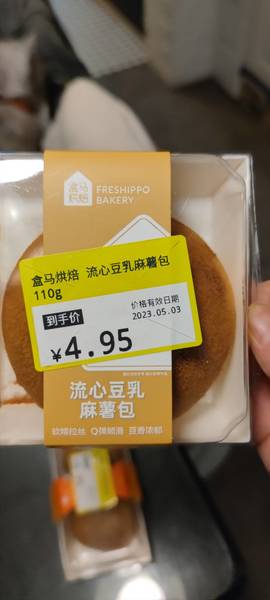 盒马
烘焙
FRESHIPPO
BAKERY
盒马烘焙 流心豆乳麻薯包
110g
到手价
价格有效日期
2023.05.03
¥4.95
流心豆乳
麻薯包
软糯拉丝 Q弹顺滑 豆香浓郁